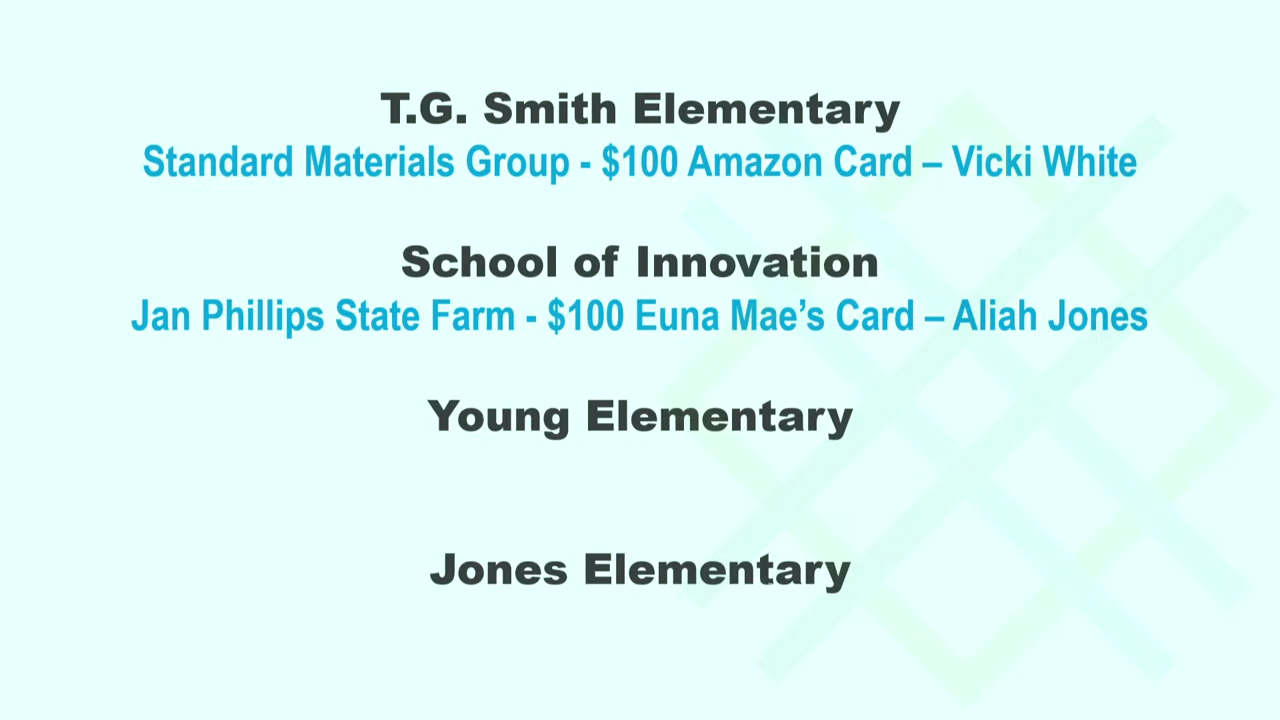 T.G. Smith Elementary
Standard Materials Group - $100 Amazon Card – Vicki White
School of Innovation
Jan Phillips State Farm - $100 Euna Mae’s Card – Aliah Jones
Young Elementary
Jones Elementary